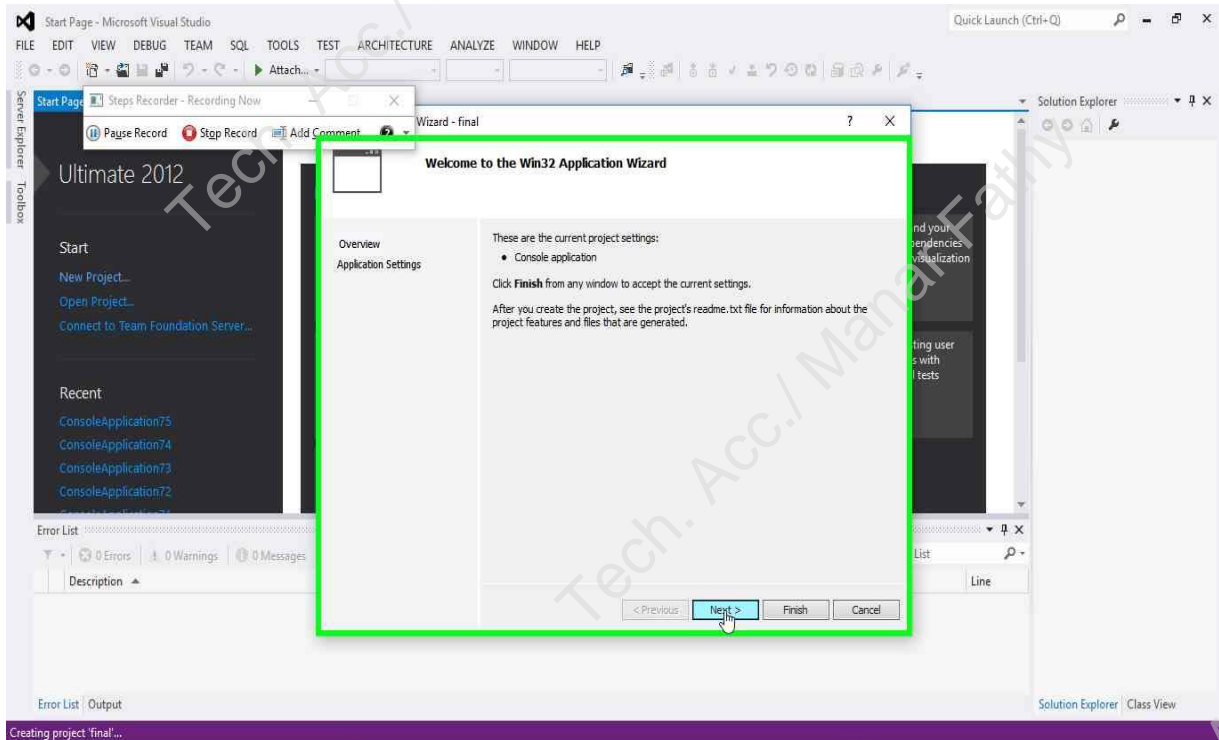 Start Page - Microsoft Visual Studio
Quick Launch (Ctrl+Q)
FILE EDIT VIEW DEBUG TEAM SQL TOOLS TEST ARCHITECTURE ANALYZE WINDOW HELP
Attach...
Server Explorer
Toolbox
Start Page
Steps Recorder - Recording Now
Pause Record
Stop Record
Add Comment
Wizard - final
Welcome to the Win32 Application Wizard
Overview
Application Settings
These are the current project settings:
• Console application
Click Finish from any window to accept the current settings.
After you create the project, see the project's readme.txt file for information about the
project features and files that are generated.
< Previous
Next >
Finish
Cancel
Ultimate 2012
Start
New Project...
Open Project...
Connect to Team Foundation Server...
Recent
ConsoleApplication75
ConsoleApplication74
ConsoleApplication73
ConsoleApplication72
nd your
visualization
ting user
s with
tests
Solution Explorer
Error List
0 Errors
0 Warnings
0 Messages
List
Description
Line
Error List
Output
Solution Explorer
Class View
Creating project 'final'...
Tech. Acc./
Tech. Acc./ Manar Fathy